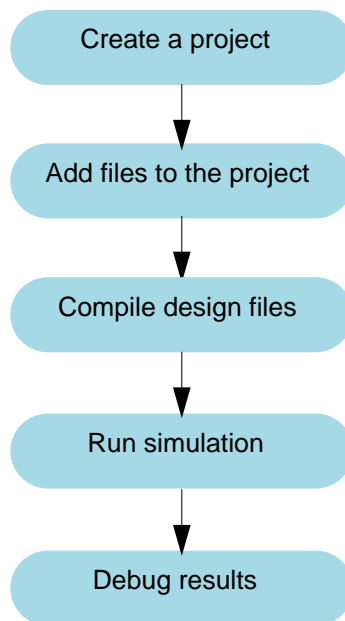 Create a project
Add files to the project
Compile design files
Run simulation
Debug results